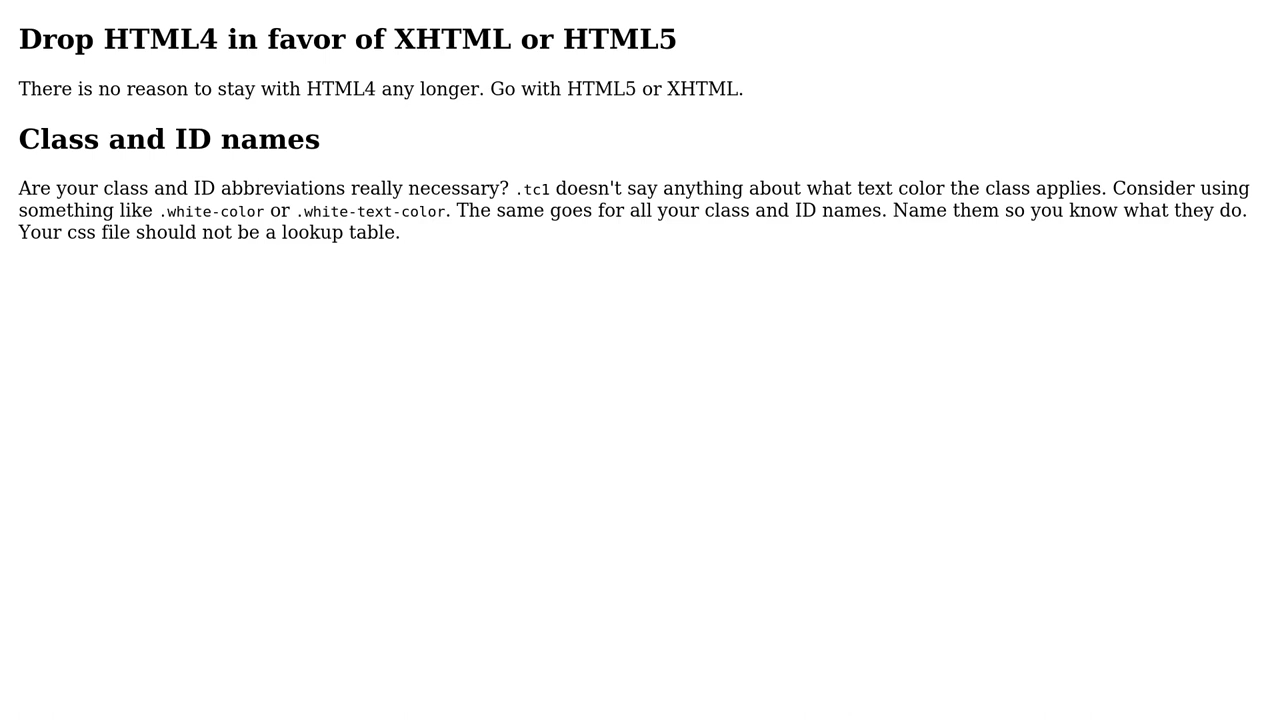 Drop HTML4 in favor of XHTML or HTML5
There is no reason to stay with HTML4 any longer. Go with HTML5 or XHTML.
Class and ID names
Are your class and ID abbreviations really necessary? .tc1 doesn't say anything about what text color the class applies. Consider using
something like .white-color or .white-text-color. The same goes for all your class and ID names. Name them so you know what they do.
Your css file should not be a lookup table.